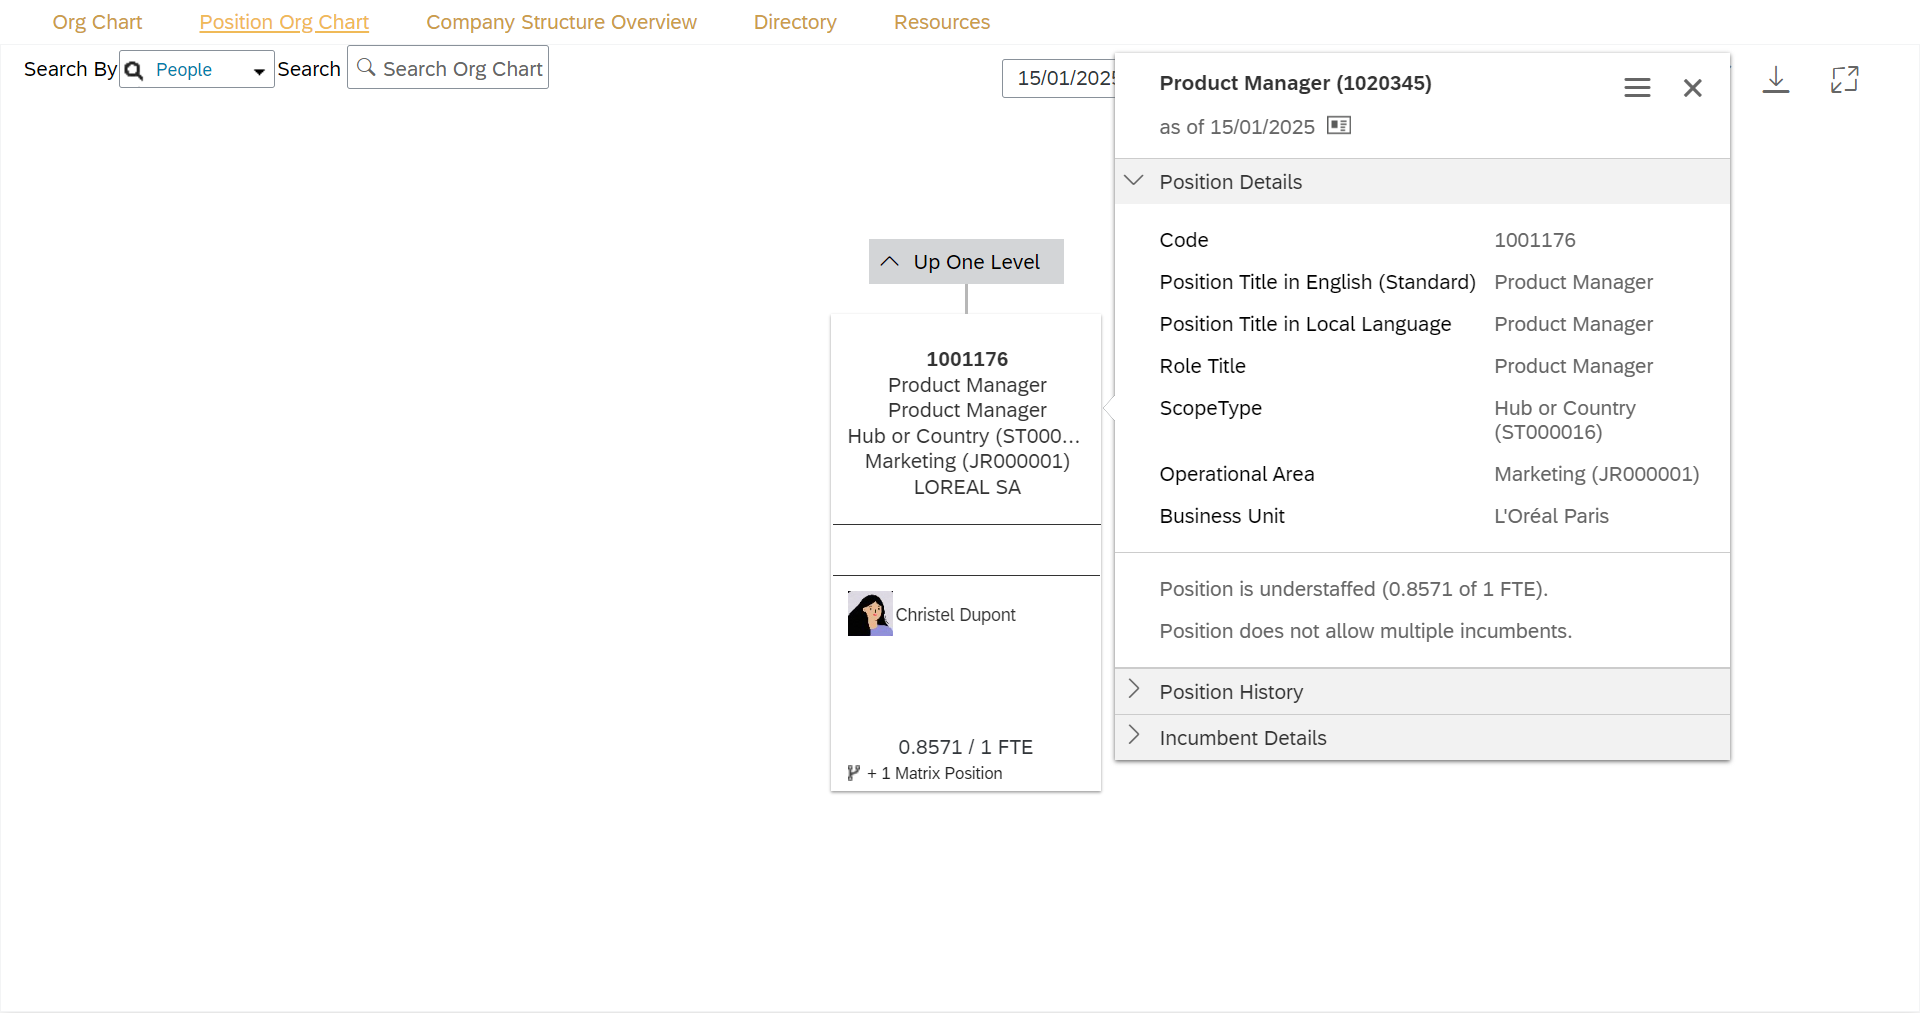 Org Chart
Position Org Chart
Company Structure Overview
Directory
Resources
Search By
People
Search
Search Org Chart
15/01/2025
Up One Level
1001176
Product Manager
Product Manager
Hub or Country (ST000...
Marketing (JR000001)
LOREAL SA
Christel Dupont
0.8571 / 1 FTE
+ 1 Matrix Position
Product Manager (1020345)
as of 15/01/2025
Position Details
Code 1001176
Position Title in English (Standard) Product Manager
Position Title in Local Language Product Manager
Role Title Product Manager
ScopeType Hub or Country
(ST000016)
Operational Area Marketing (JR000001)
Business Unit L'Oréal Paris
Position is understaffed (0.8571 of 1 FTE).
Position does not allow multiple incumbents.
Position History
Incumbent Details